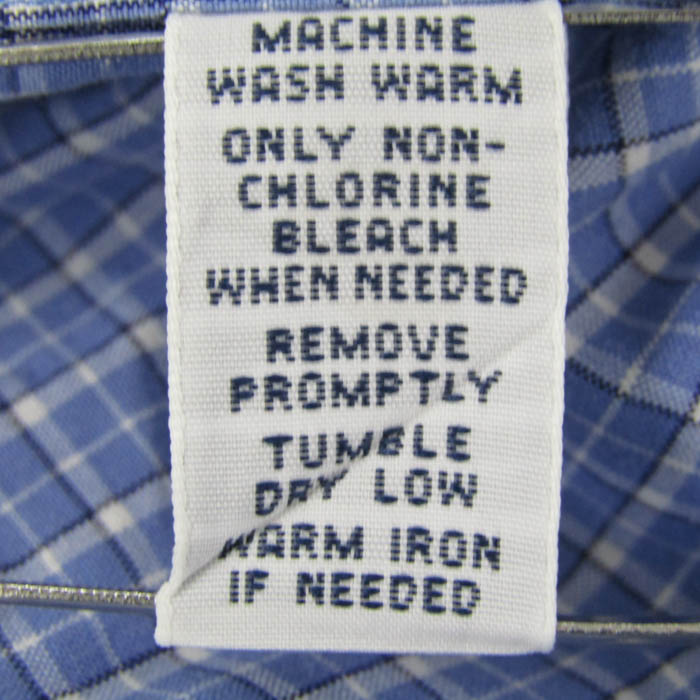 MACHINE
WASH WARM
ONLY NON-
CHLORINE
BLEACH
WHEN NEEDED
REMOVE
PROMPTLY
TUMBLE
DRY LOW
WARM IRON
IF NEEDED